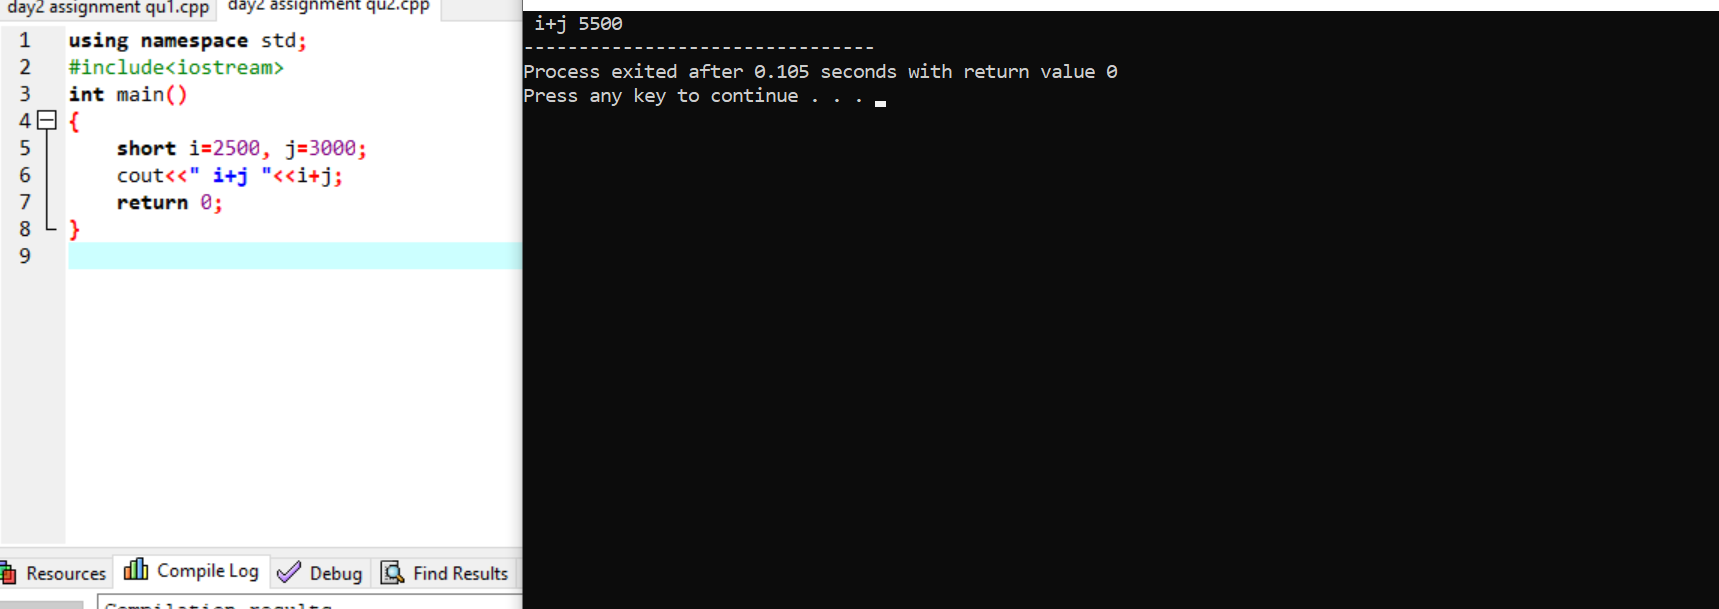 day2 assignment qu1.cpp day2 assignment qu2.cpp
1 using namespace std;
2 #include<iostream>
3 int main()
4 {
5 short i=2500, j=3000;
6 cout<<" i+j "<<i+j;
7 return 0;
8 }
9
Resources Compile Log Debug Find Results
Compilation results
i+j 5500
--------------------------------
Process exited after 0.105 seconds with return value 0
Press any key to continue . . .